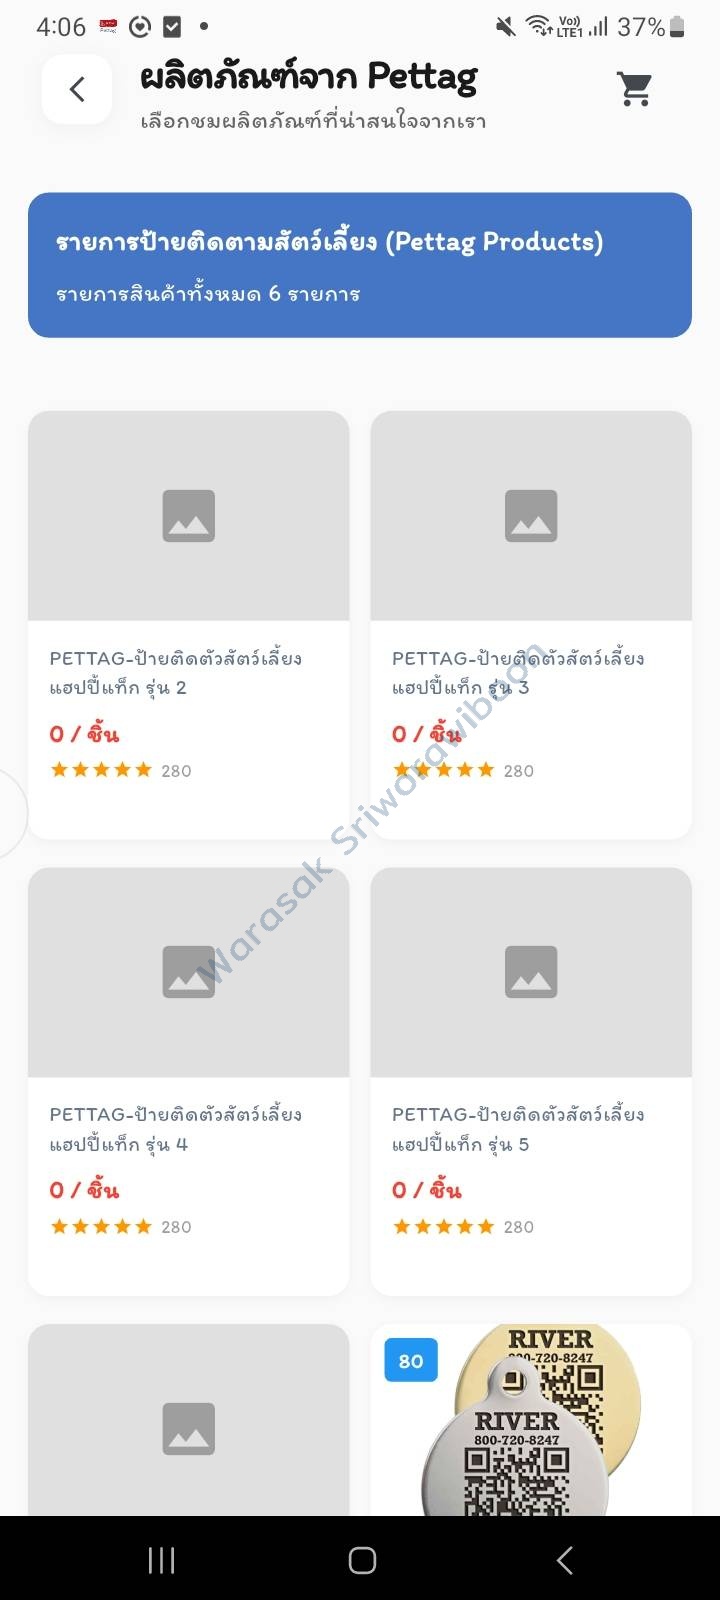 4:06
Vo))
LTE1
37%
ผลิตภัณฑ์จาก Pettag
เลือกชมผลิตภัณฑ์ที่น่าสนใจจากเรา
รายการป้ายติดตามสัตว์เลี้ยง (Pettag Products)
รายการสินค้าทั้งหมด 6 รายการ
PETTAG-ป้ายติดตัวสัตว์เลี้ยง
แฮปปี้แท็ก รุ่น 2
0 / ชิ้น
280
PETTAG-ป้ายติดตัวสัตว์เลี้ยง
แฮปปี้แท็ก รุ่น 3
0 / ชิ้น
280
Warasak Sriworawiboon
PETTAG-ป้ายติดตัวสัตว์เลี้ยง
แฮปปี้แท็ก รุ่น 4
0 / ชิ้น
280
PETTAG-ป้ายติดตัวสัตว์เลี้ยง
แฮปปี้แท็ก รุ่น 5
0 / ชิ้น
280
80
RIVER
0-720-8247
RIVER
800-720-8247